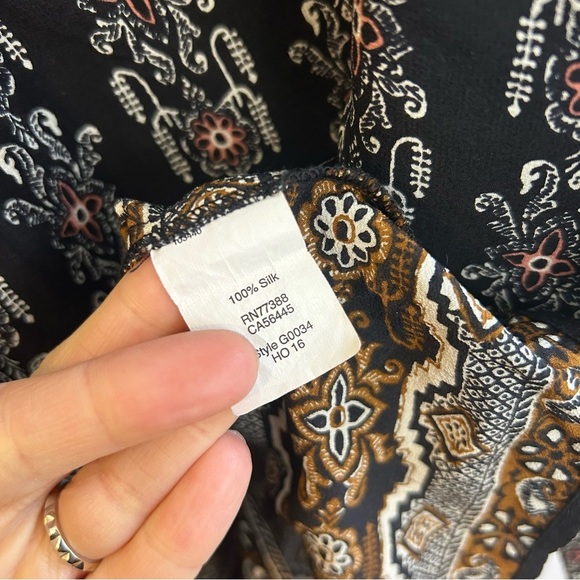 100% Silk
RN77388
CA56445
Style G0034
HO 16